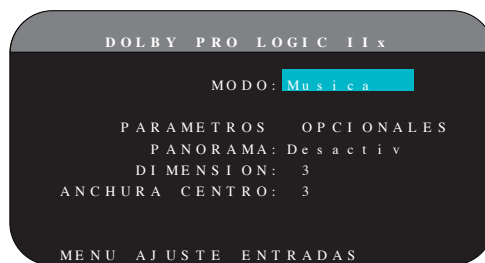 DOLBY PRO LOGIC IIx
MODO: Musica
PARAMETROS OPCIONALES
PANORAMA: Desactiv
DIMENSION: 3
ANCHURA CENTRO: 3
MENU AJUSTE ENTRADAS